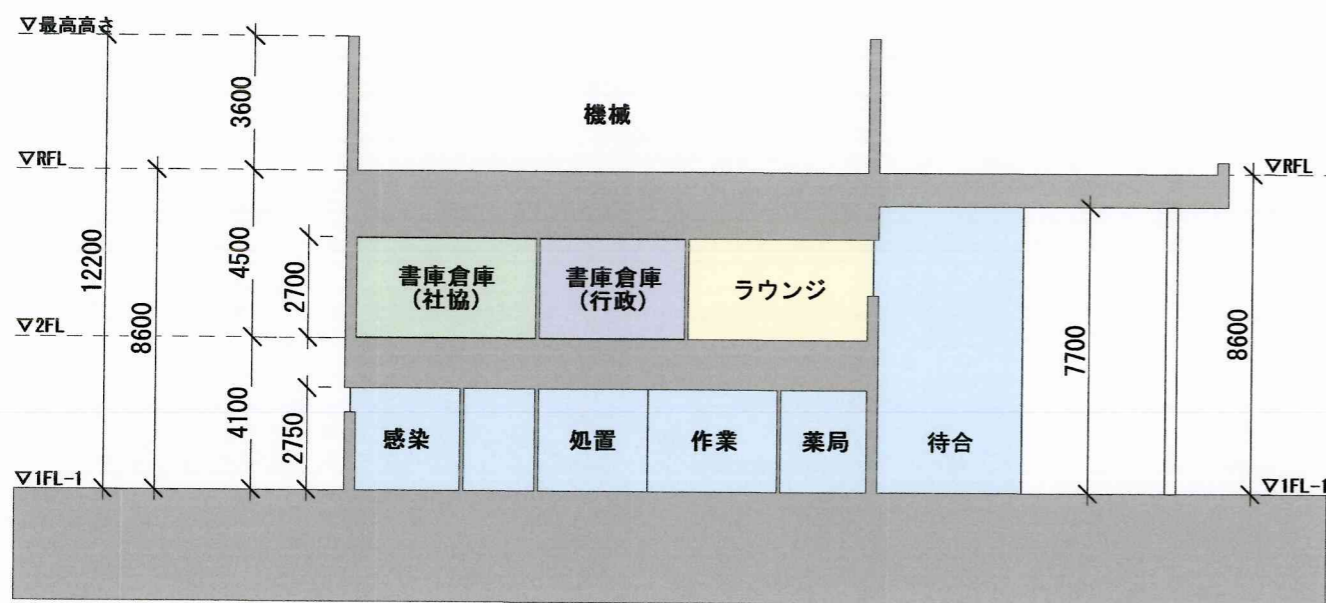 ▽最高高さ
3600
機械
▽RFL
▽RFL
12200
8600
4500
2700
書庫倉庫
（社協）
書庫倉庫
（行政）
ラウンジ
▽2FL
7700
8600
4100
2750
感染
処置
作業
薬局
待合
▽1FL-1
▽1FL-1